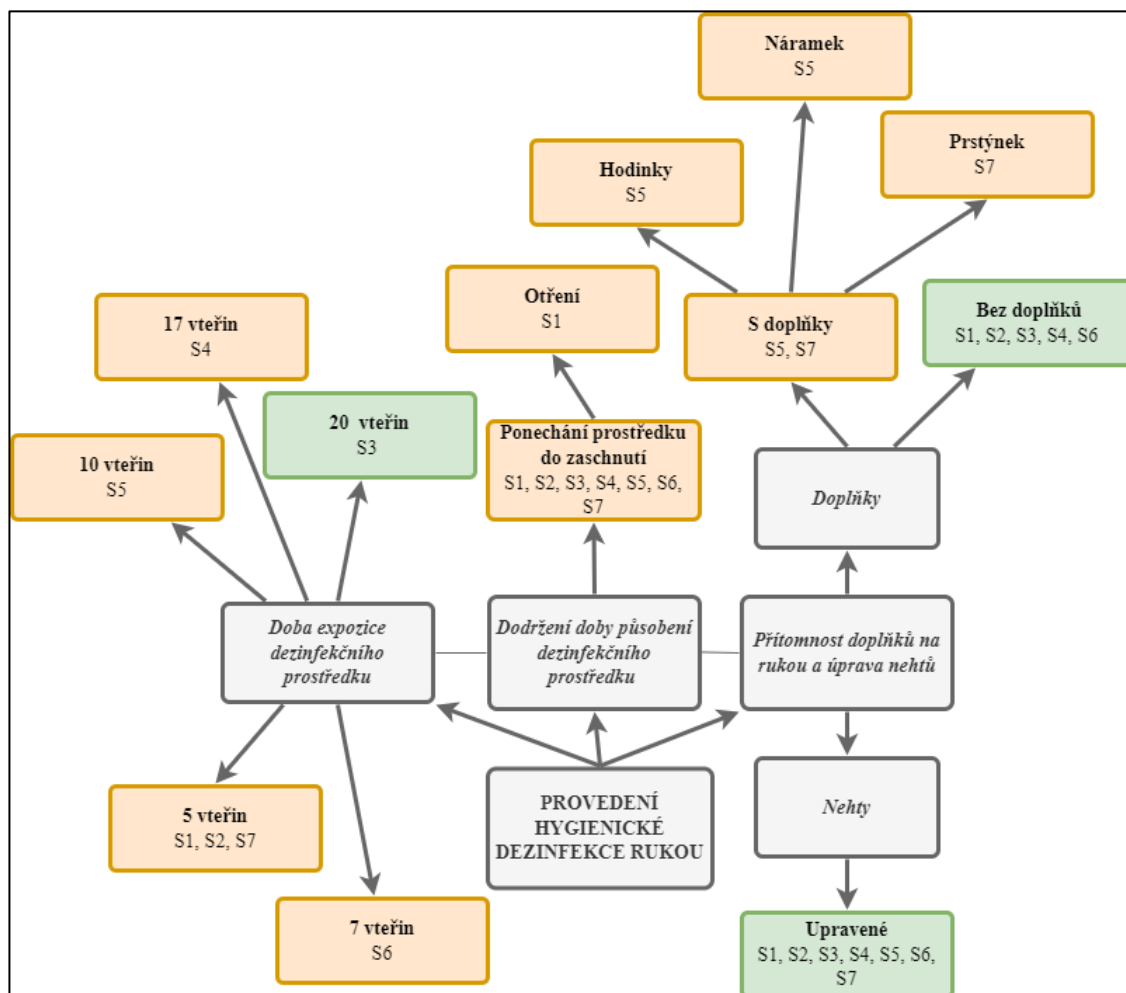 Náramek
S5
Hodinky
S5
Prstýnek
S7
17 vteřin
S4
Otření
S1
S doplňky
S5, S7
Bez doplňků
S1, S2, S3, S4, S6
10 vteřin
S5
20 vteřin
S3
Ponechání prostředku
do zaschnutí
S1, S2, S3, S4, S5, S6,
S7
Doplňky
Doba expozice
dezinfekčního
prostředku
Dodržení doby působení
dezinfekčního
prostředku
Přítomnost doplňků na
rukou a úprava nehtů
5 vteřin
S1, S2, S7
PROVEDENÍ
HYGIENICKÉ
DEZINFEKCE RUKOU
Nehty
7 vteřin
S6
Upravené
S1, S2, S3, S4, S5, S6,
S7